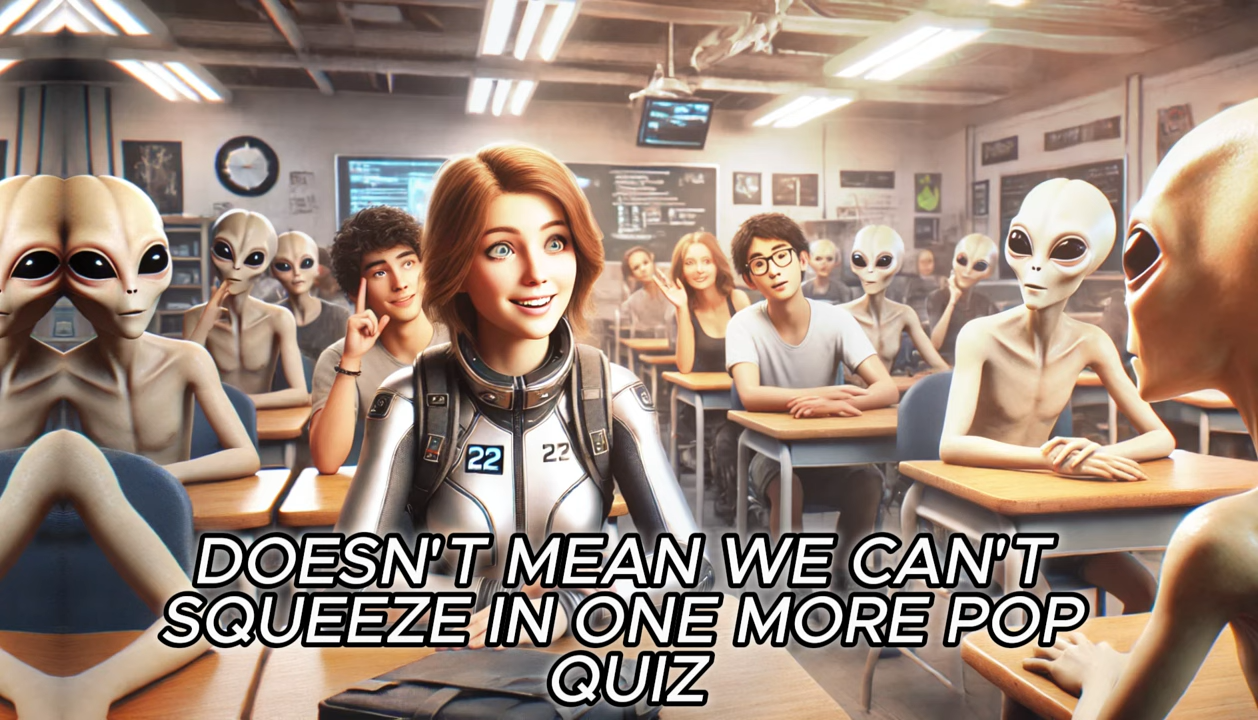 22
22
DOESN'T MEAN WE CAN'T
SQUEEZE IN ONE MORE POP
QUIZ